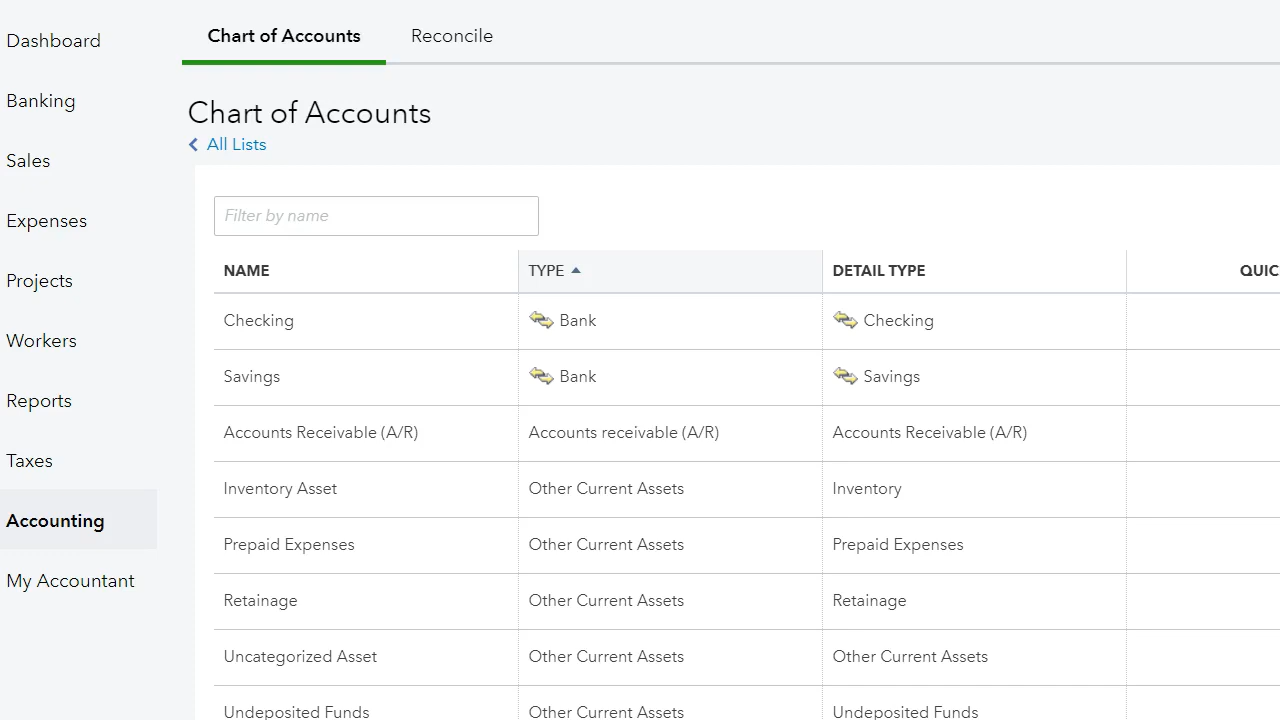 Dashboard
Banking
Sales
Expenses
Projects
Workers
Reports
Taxes
Accounting
My Accountant
Chart of Accounts Reconcile
Chart of Accounts
All Lists
Filter by name
NAME TYPE DETAIL TYPE QUIC
Checking Bank Checking
Savings Bank Savings
Accounts Receivable (A/R) Accounts receivable (A/R) Accounts Receivable (A/R)
Inventory Asset Other Current Assets Inventory
Prepaid Expenses Other Current Assets Prepaid Expenses
Retainage Other Current Assets Retainage
Uncategorized Asset Other Current Assets Other Current Assets
Undeposited Funds Other Current Assets Undeposited Funds